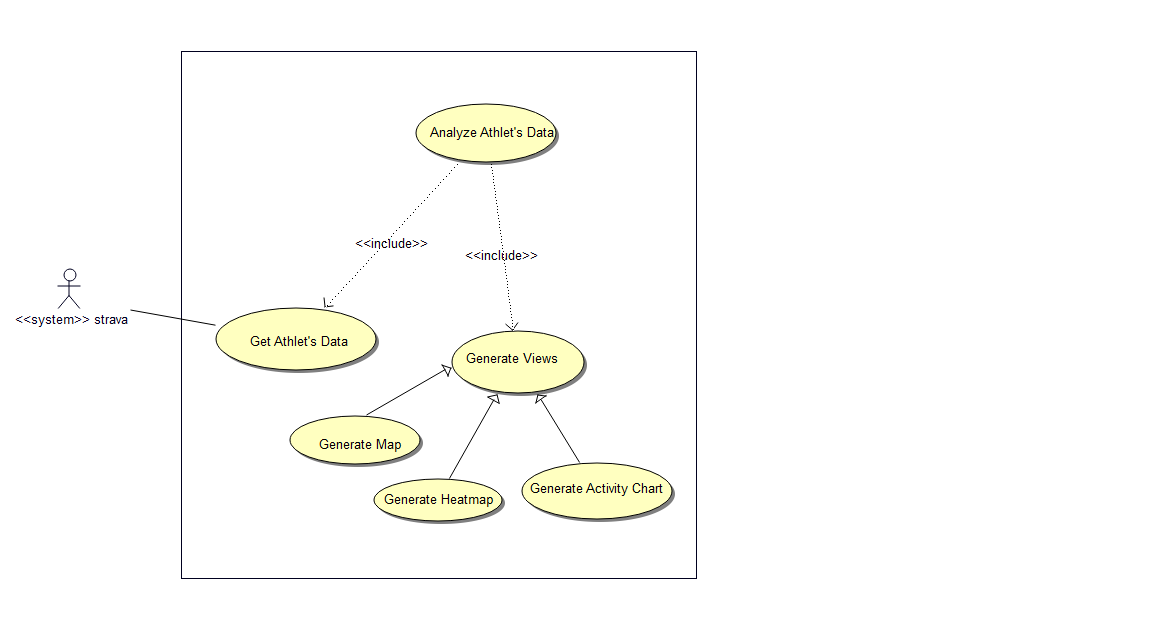 Analyze Athlet's Data
<<include>>
<<include>>
<<system>> strava
Get Athlet's Data
Generate Views
Generate Map
Generate Heatmap
Generate Activity Chart